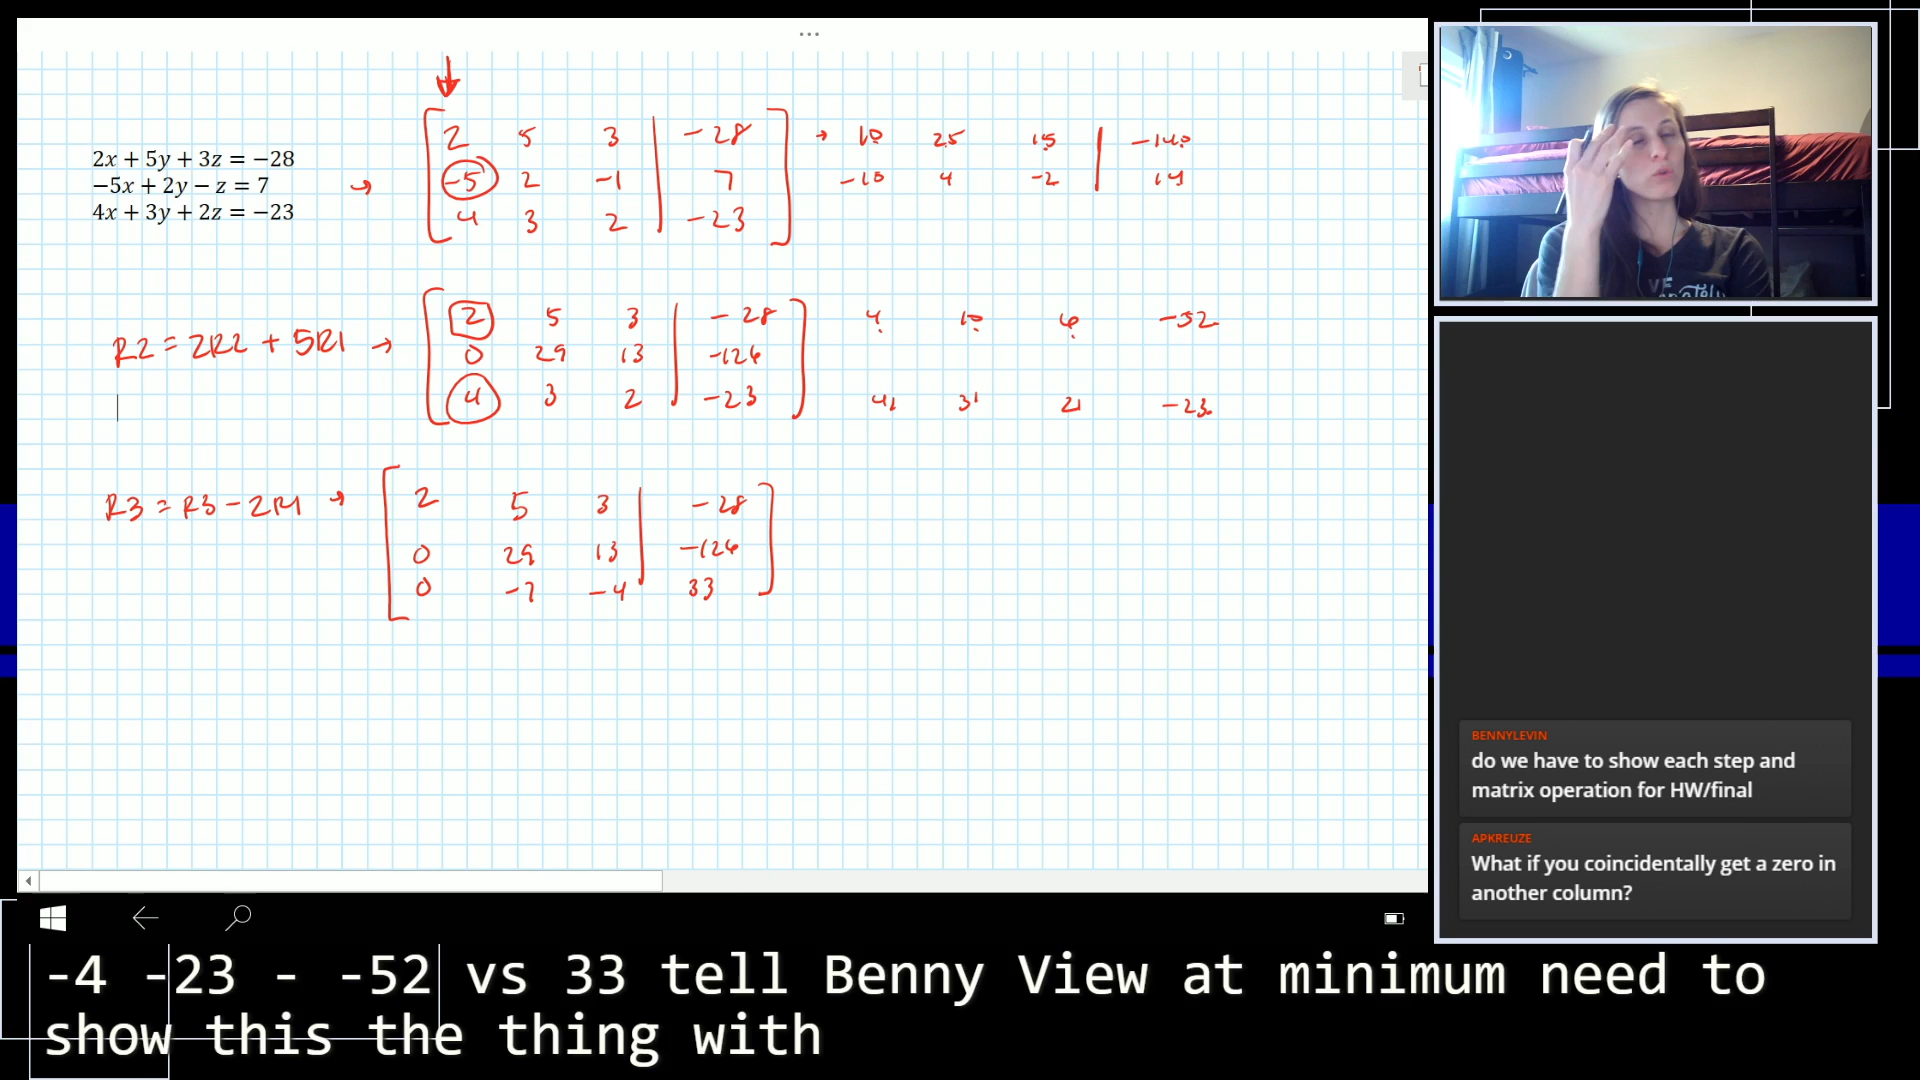 2x + 5y + 3z = −28
−5x + 2y − z = 7
4x + 3y + 2z = −23
2 5 3 | −28 → 10 25 15 | −140
−5 2 −1 | 7 −10 4 −2 | 14
4 3 2 | −23
R2 = 2R2 + 5R1 →
2 5 3 | −28 4 10 6 −52
0 29 13 | −126
4 3 2 | −23 4 3 2 −23
R3 = R3 − 2R1 →
2 5 3 | −28
0 29 13 | −126
0 −7 −4 | 33
BENNYLEVIN
do we have to show each step and
matrix operation for HW/final
APKREUZE
What if you coincidentally get a zero in
another column?
-4 -23 - -52 vs 33 tell Benny View at minimum need to
show this the thing with